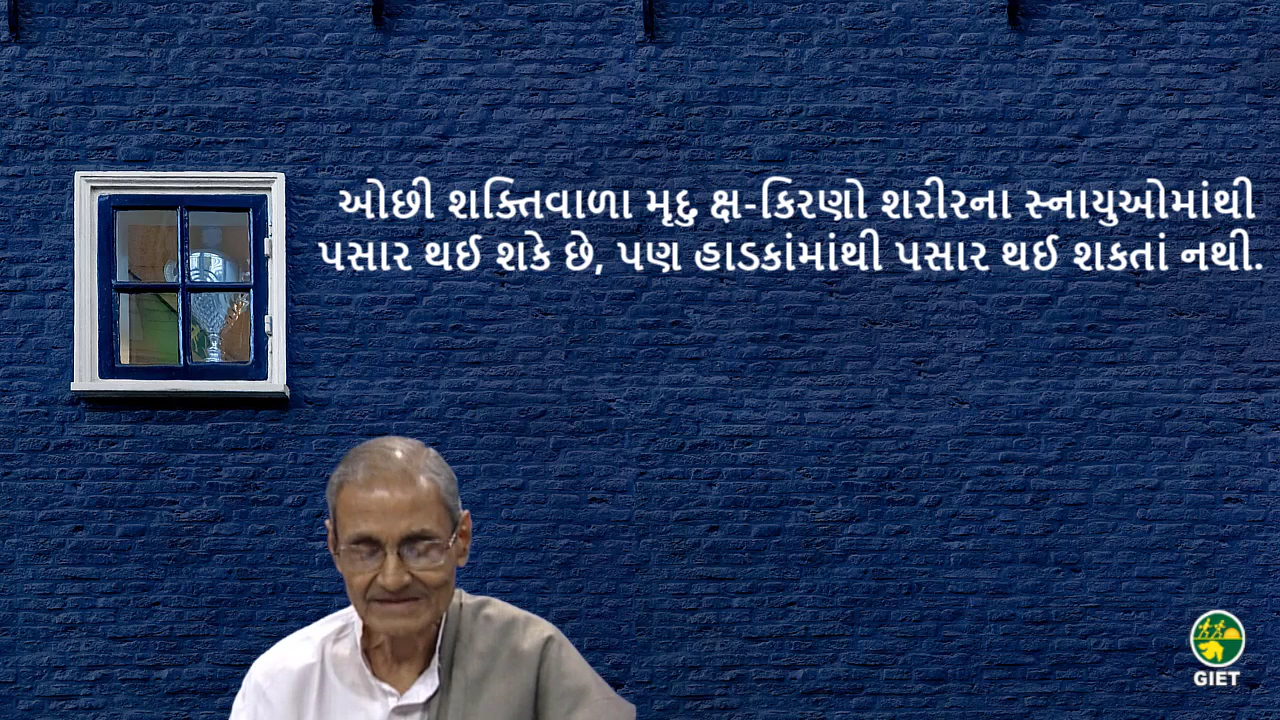 ઓછી શક્તિવાળા મૃદુ ક્ષ-કિરણો શરીરના સ્નાયુઓમાંથી
પસાર થઈ શકે છે, પણ હાડકાંમાંથી પસાર થઈ શકતાં નથી.
GIET